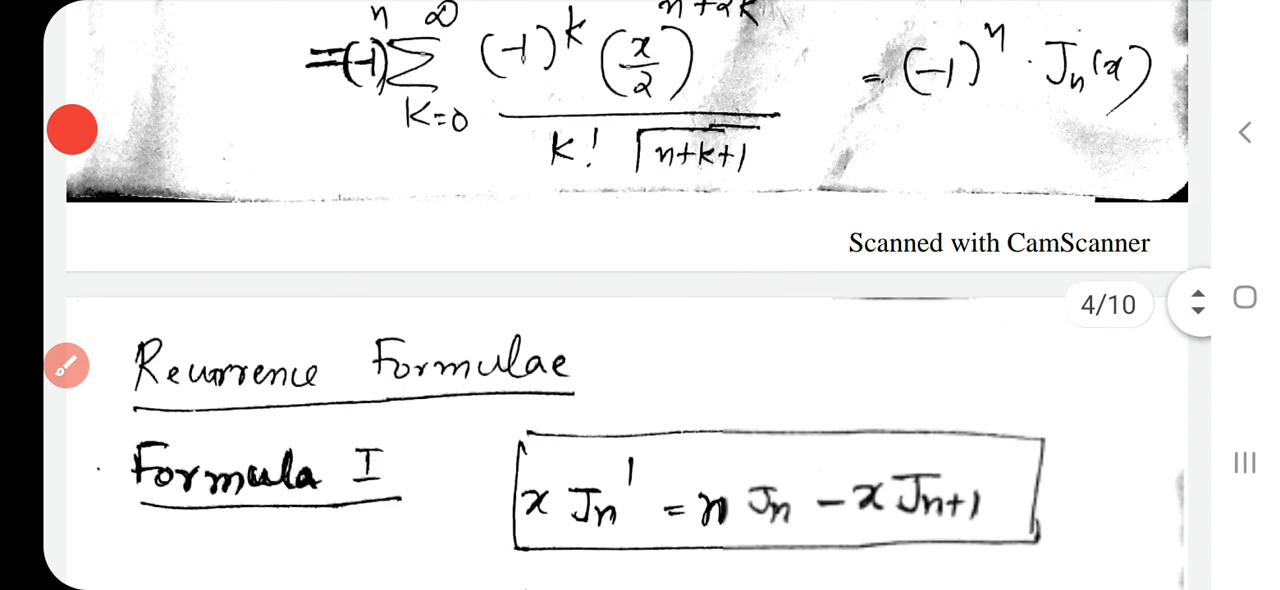 =(-1)^n ∑_{K=0}^{∞} (-1)^k (x/2)^{n+2k} / K! Γ(n+k+1) = (-1)^n · J_n(x)
Scanned with CamScanner
4/10
Recurrence Formulae
Formula I x J_n' = n J_n - x J_{n+1}